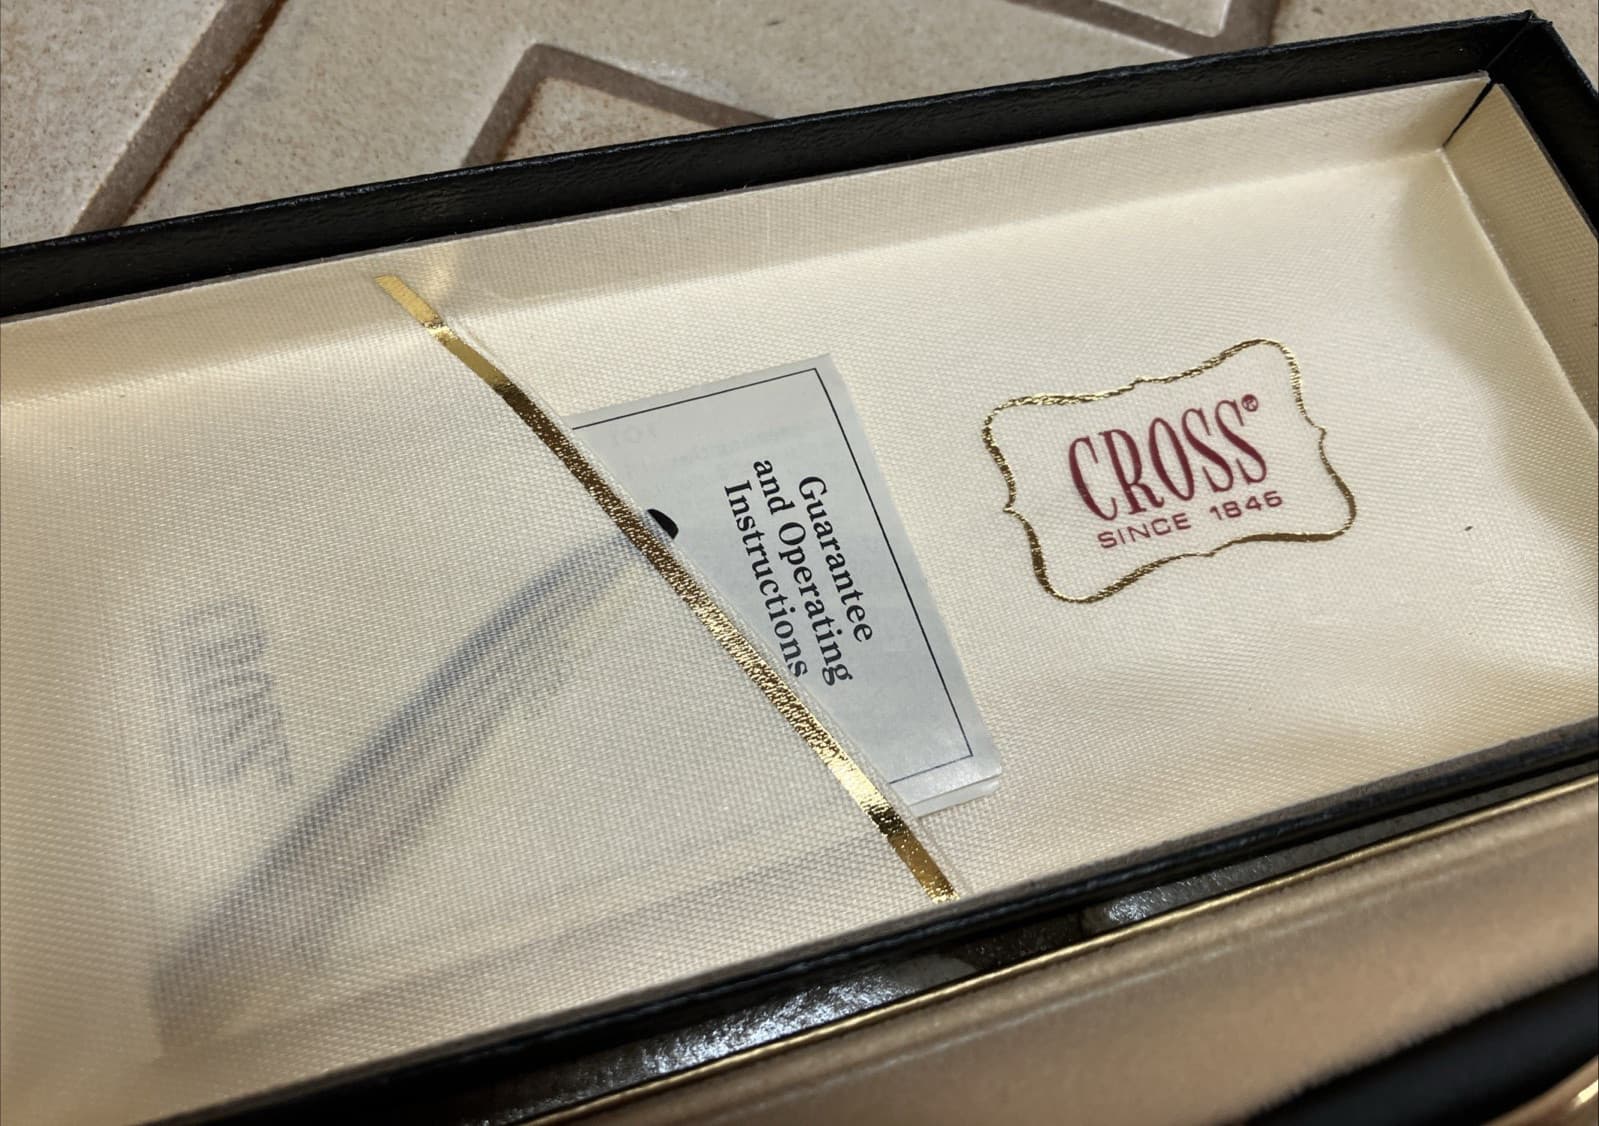 Guarantee
and Operating
Instructions
CROSS®
SINCE 1846